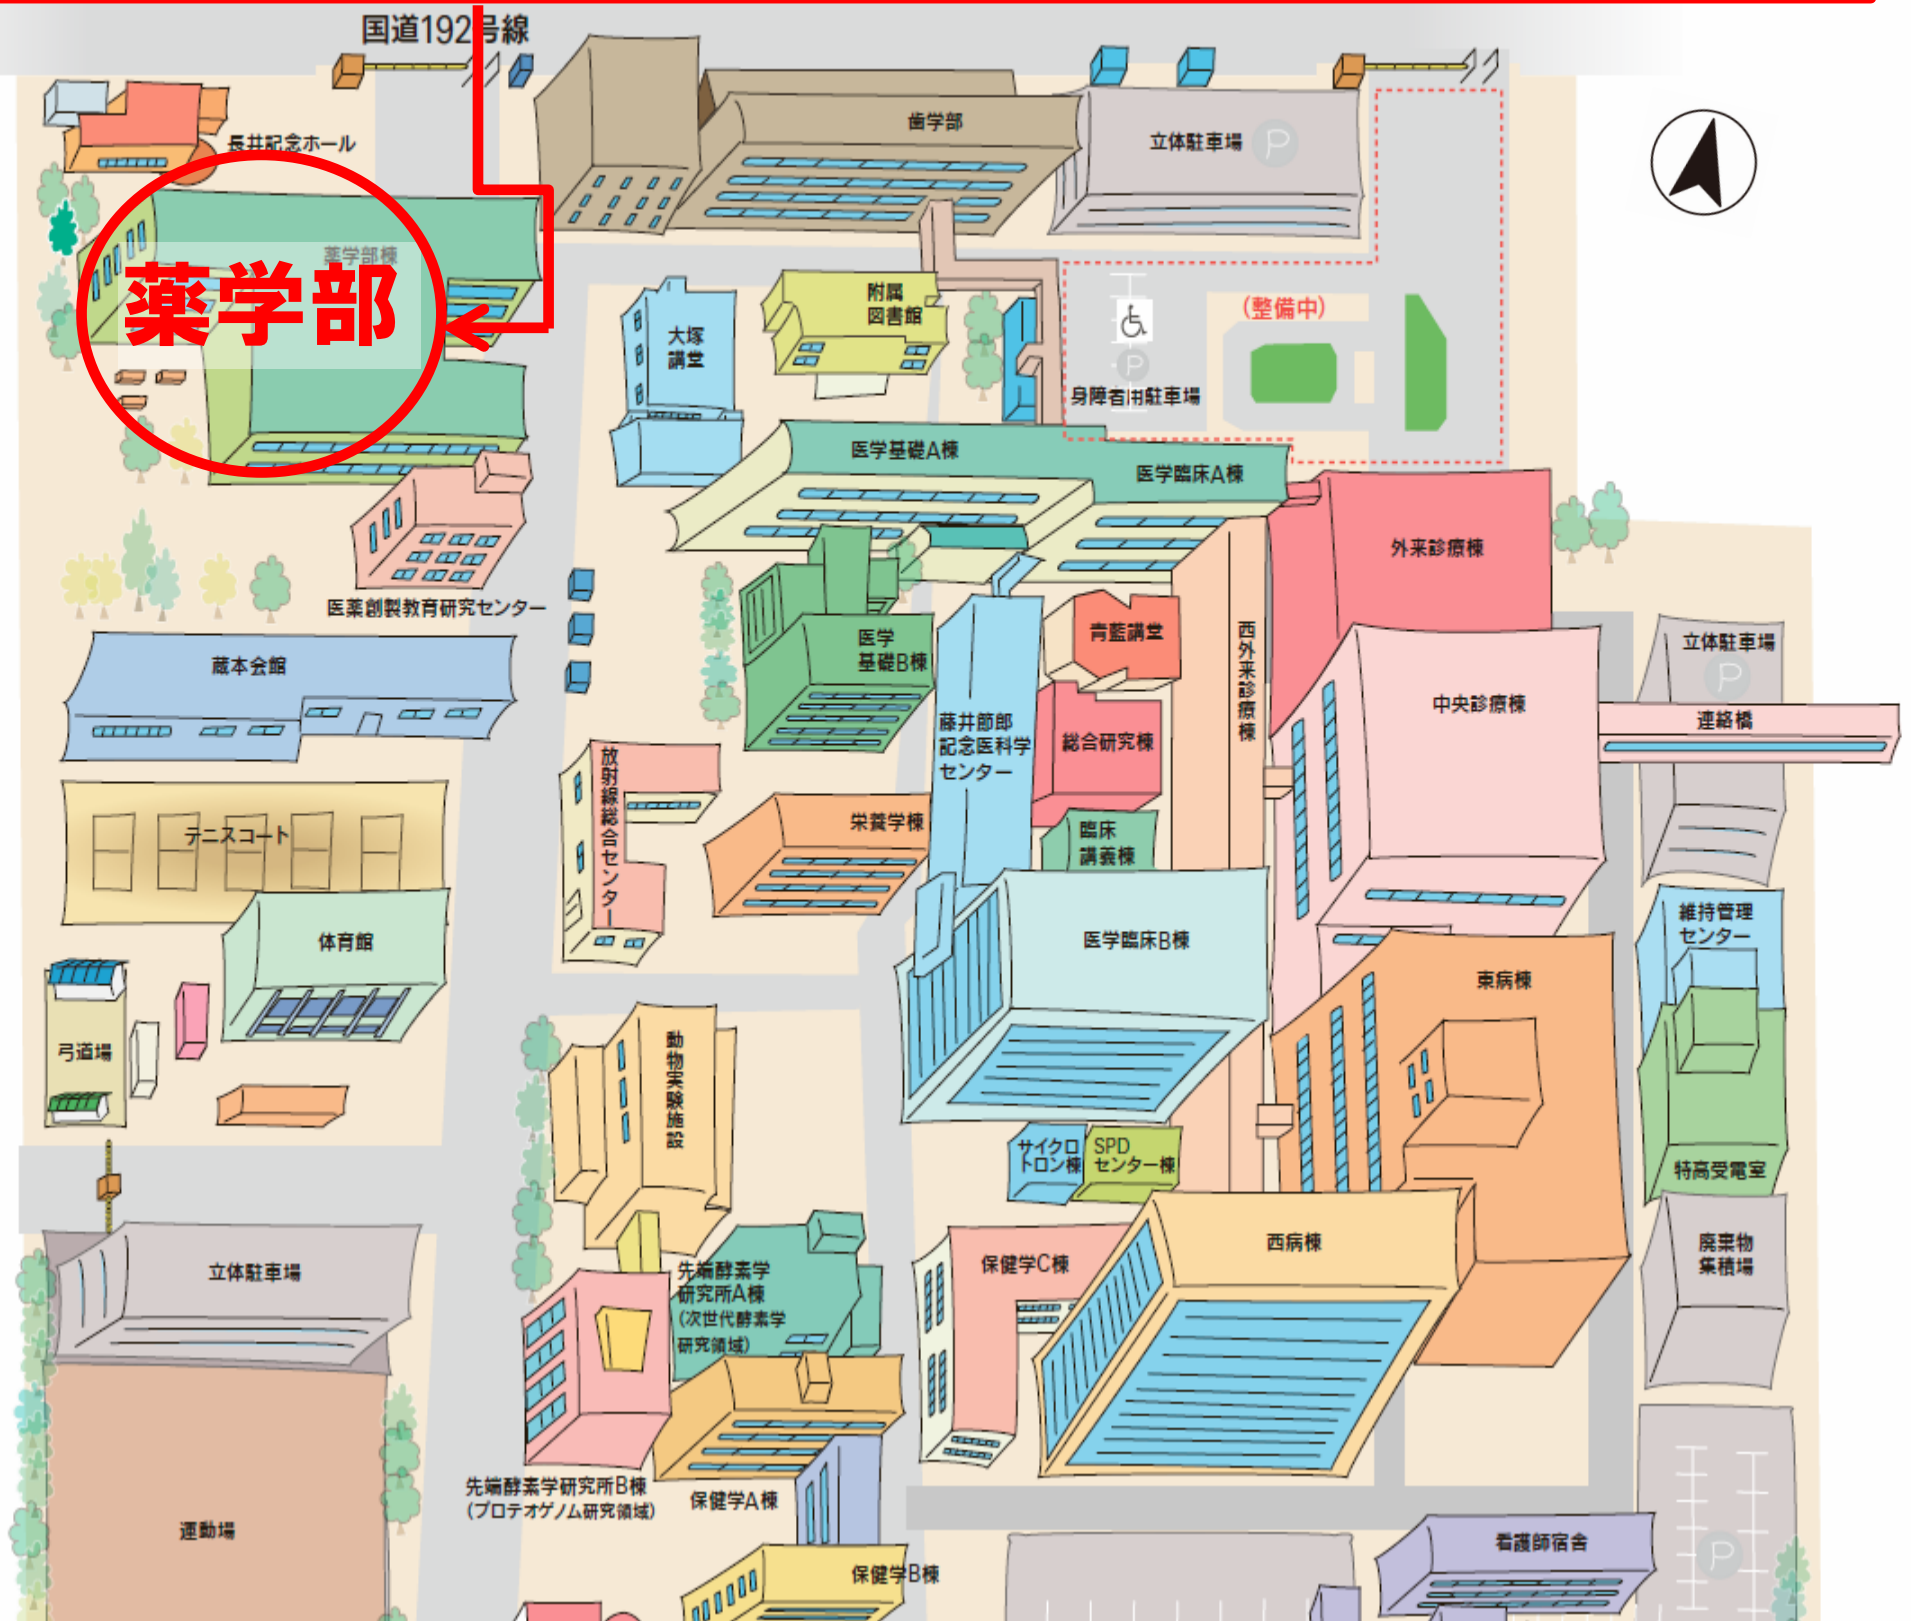 国道192号線
長井記念ホール
歯学部
立体駐車場
P
薬学部棟
薬学部
大塚
講堂
附属
図書館
(整備中)
P
身障者用駐車場
医学基礎A棟
医学臨床A棟
外来診療棟
医薬創製教育研究センター
蔵本会館
医学
基礎B棟
青藍講堂
西外来診療棟
立体駐車場
P
中央診療棟
連絡橋
藤井節郎
記念医科学
センター
総合研究棟
放射線総合センター
テニスコート
栄養学棟
臨床
講義棟
体育館
医学臨床B棟
維持管理
センター
東病棟
弓道場
動物実験施設
サイクロ
トロン棟
SPD
センター棟
特高受電室
立体駐車場
先端酵素学
研究所A棟
(次世代酵素学
研究領域)
保健学C棟
西病棟
廃棄物
集積場
先端酵素学研究所B棟
(プロテオゲノム研究領域)
保健学A棟
運動場
看護師宿舎
P
保健学B棟